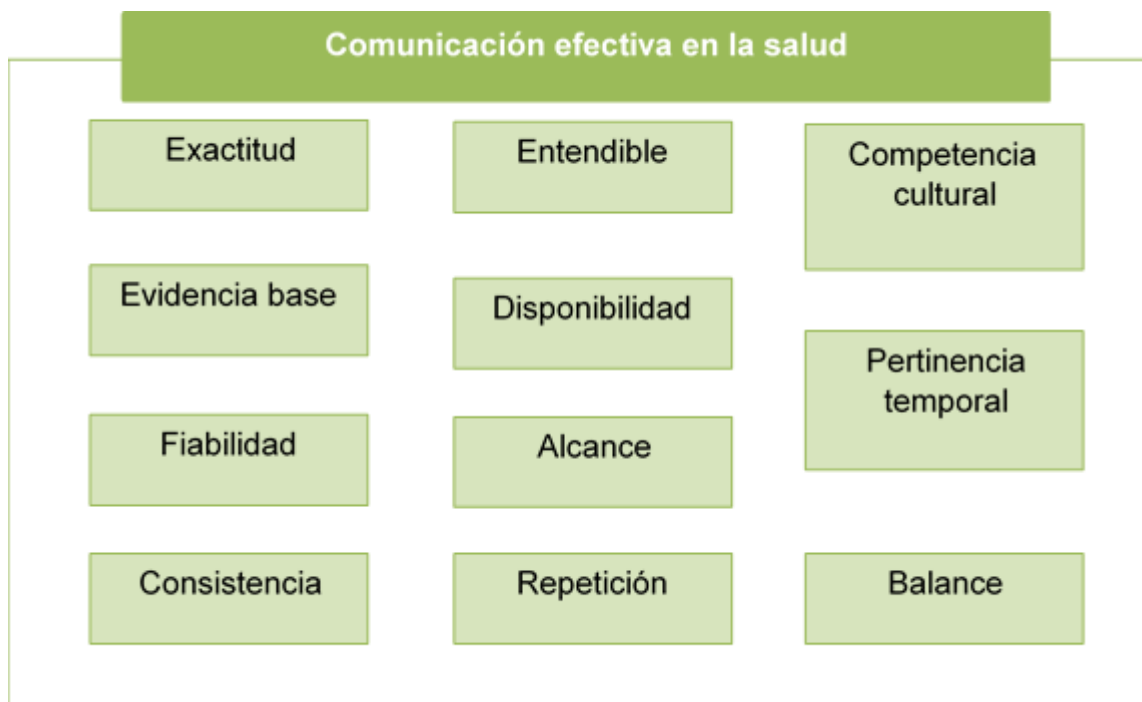 Comunicación efectiva en la salud
Exactitud
Entendible
Competencia
cultural
Evidencia base
Disponibilidad
Pertinencia
temporal
Fiabilidad
Alcance
Consistencia
Repetición
Balance